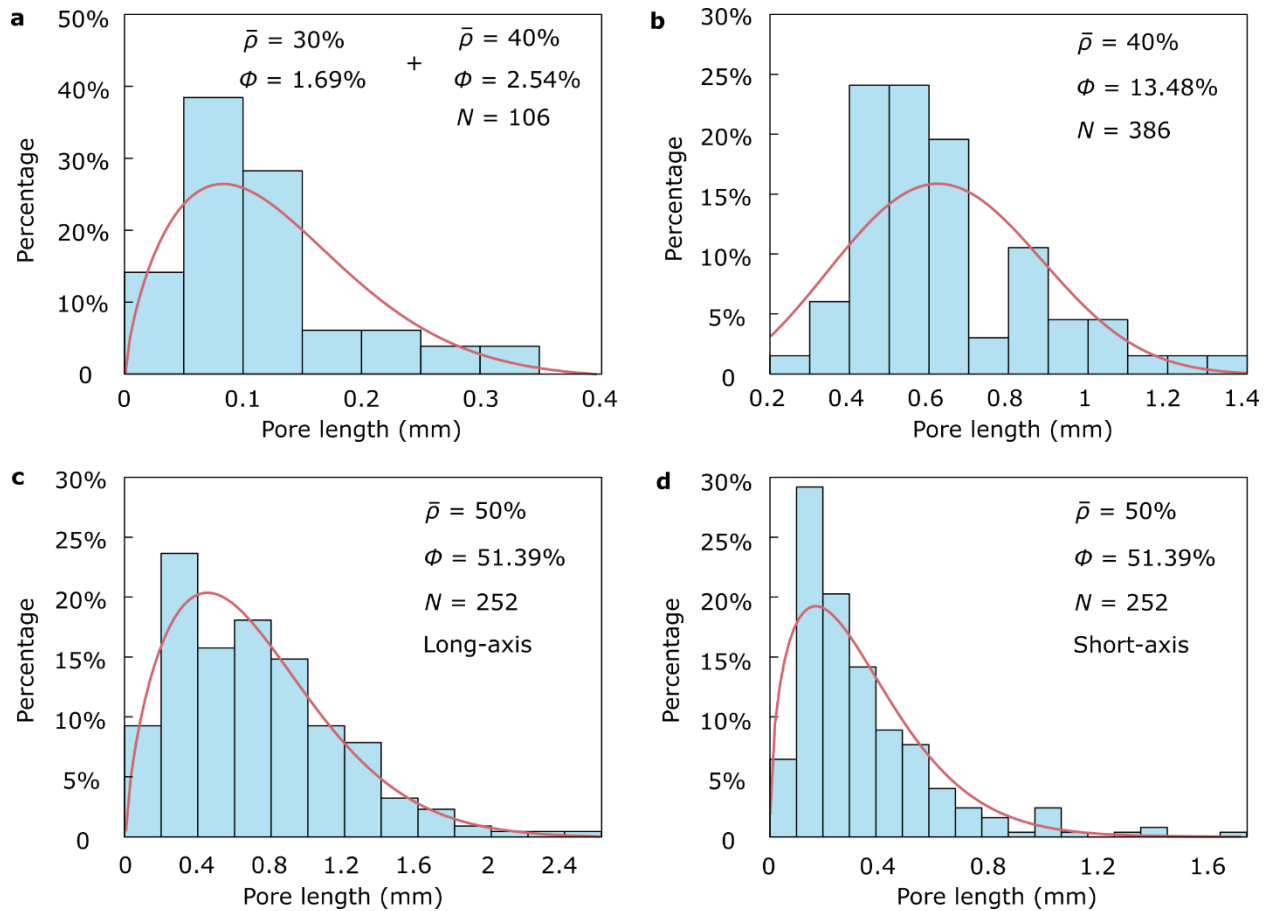 a
50%
40%
30%
20%
10%
0
Percentage
ρ̄ = 30%
Φ = 1.69%
+
ρ̄ = 40%
Φ = 2.54%
N = 106
0 0.1 0.2 0.3 0.4
Pore length (mm)
b
30%
25%
20%
15%
10%
5%
0
Percentage
ρ̄ = 40%
Φ = 13.48%
N = 386
0.2 0.4 0.6 0.8 1 1.2 1.4
Pore length (mm)
c
30%
25%
20%
15%
10%
5%
0
Percentage
ρ̄ = 50%
Φ = 51.39%
N = 252
Long-axis
0 0.4 0.8 1.2 1.6 2 2.4
Pore length (mm)
d
30%
25%
20%
15%
10%
5%
0
Percentage
ρ̄ = 50%
Φ = 51.39%
N = 252
Short-axis
0 0.4 0.8 1.2 1.6
Pore length (mm)